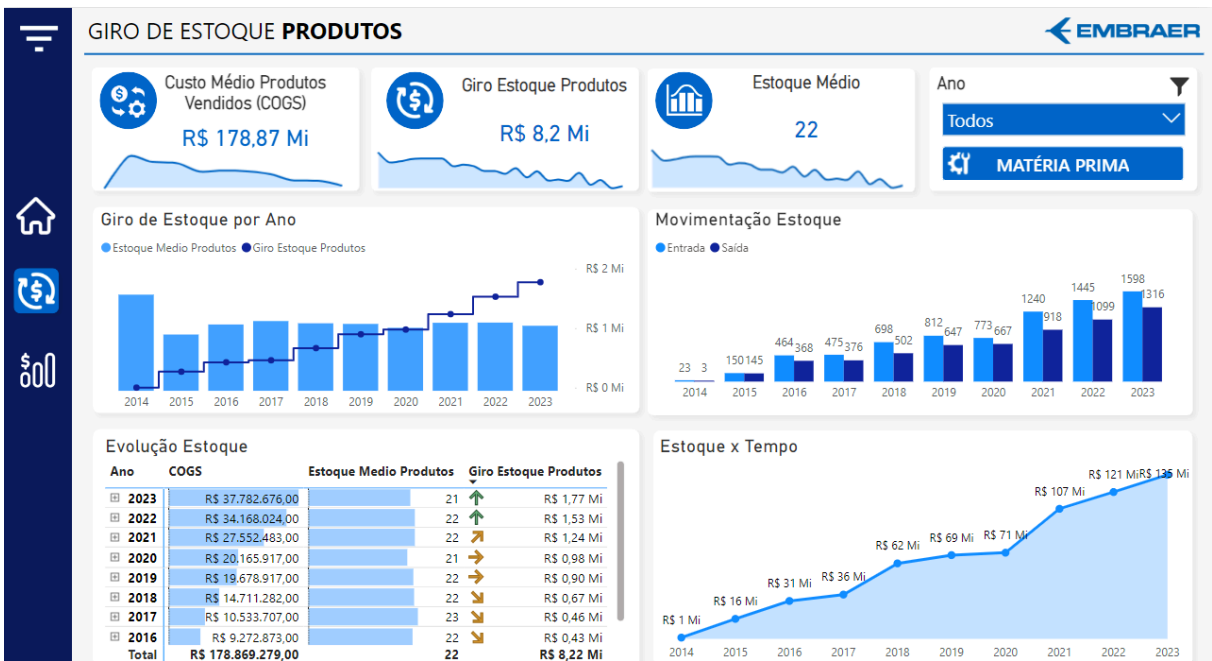 GIRO DE ESTOQUE PRODUTOS
EMBRAER
Custo Médio Produtos
Vendidos (COGS)
R$ 178,87 Mi
Giro Estoque Produtos
R$ 8,2 Mi
Estoque Médio
22
Ano
Todos
MATÉRIA PRIMA
Giro de Estoque por Ano
Estoque Medio Produtos Giro Estoque Produtos
R$ 2 Mi
R$ 1 Mi
R$ 0 Mi
2014 2015 2016 2017 2018 2019 2020 2021 2022 2023
Movimentação Estoque
Entrada Saída
23 3 150 145 464 368 475 376 698 502 812 647 773 667 1240 918 1445 1099 1598 1316
2014 2015 2016 2017 2018 2019 2020 2021 2022 2023
Evolução Estoque
Ano COGS Estoque Medio Produtos Giro Estoque Produtos
2023 R$ 37.782.676,00 21 R$ 1,77 Mi
2022 R$ 34.168.024,00 22 R$ 1,53 Mi
2021 R$ 27.552.483,00 22 R$ 1,24 Mi
2020 R$ 20.165.917,00 21 R$ 0,98 Mi
2019 R$ 19.678.917,00 22 R$ 0,90 Mi
2018 R$ 14.711.282,00 22 R$ 0,67 Mi
2017 R$ 10.533.707,00 23 R$ 0,46 Mi
2016 R$ 9.272.873,00 22 R$ 0,43 Mi
Total R$ 178.869.279,00 22 R$ 8,22 Mi
Estoque x Tempo
R$ 1 Mi R$ 16 Mi R$ 31 Mi R$ 36 Mi R$ 62 Mi R$ 69 Mi R$ 71 Mi R$ 107 Mi R$ 121 Mi R$ 135 Mi
2014 2015 2016 2017 2018 2019 2020 2021 2022 2023